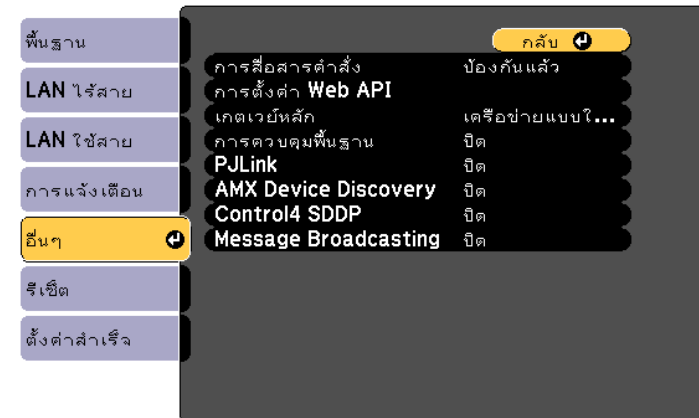 พื้นฐาน
LAN ไร้สาย
LAN ใช้สาย
การแจ้งเตือน
อื่นๆ
รีเซ็ต
ตั้งค่าสำเร็จ
กลับ
การสื่อสารคำสั่ง ป้องกันแล้ว
การตั้งค่า Web API
เกตเวย์หลัก เครือข่ายแบบใ...
การควบคุมพื้นฐาน ปิด
PJLink ปิด
AMX Device Discovery ปิด
Control4 SDDP ปิด
Message Broadcasting ปิด